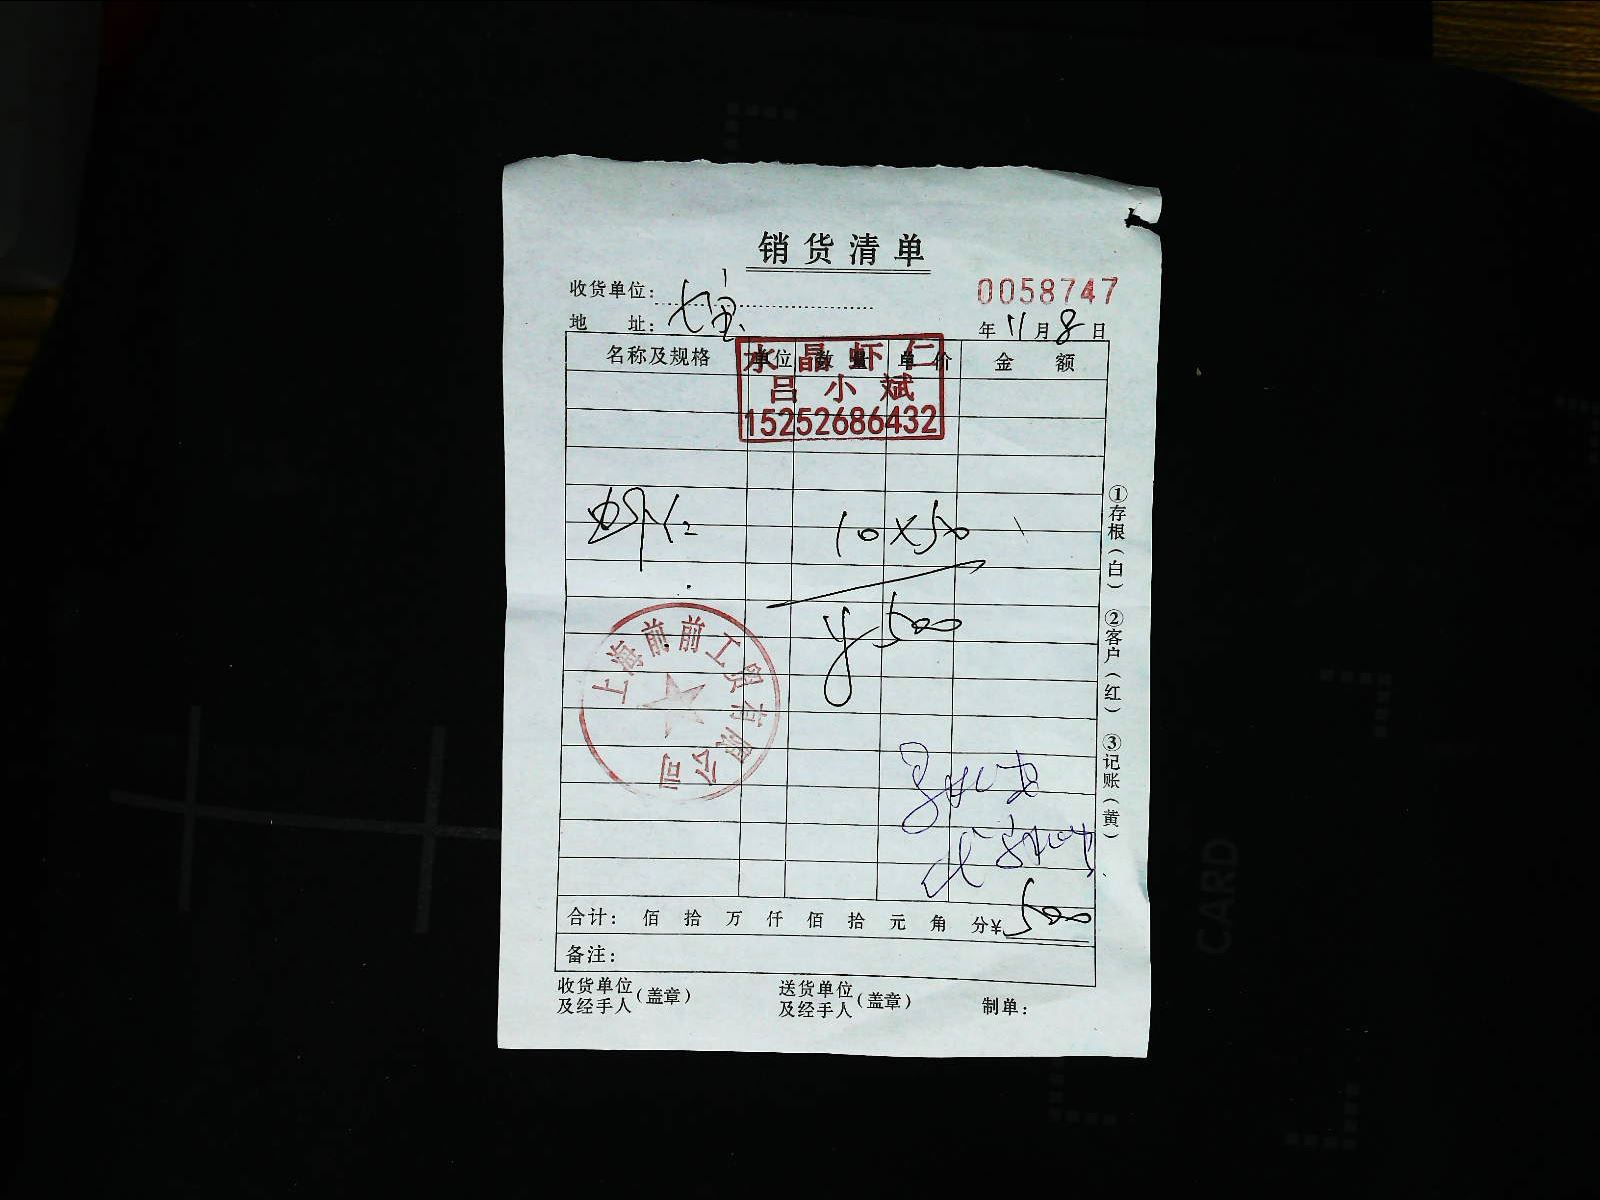 销货清单
收货单位: 七宝
0058747
地 址:
年 11 月 8 日
名称及规格 单位 数量 单价 金额
水晶虾仁
吕小斌
15252686432
虾仁 10×50
¥500
上海前前工贸有限公司
合计: 佰 拾 万 仟 佰 拾 元 角 分¥ 500
备注:
收货单位及经手人(盖章)
送货单位及经手人(盖章)
制单:
①存根(白) ②客户(红) ③记账(黄)
CARD